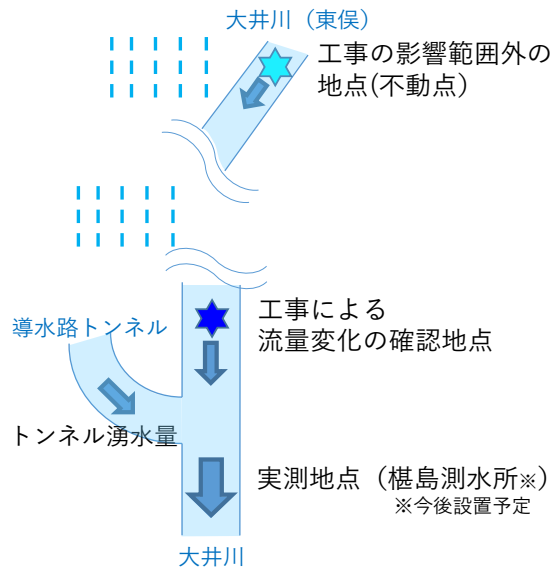 大井川（東俣）
工事の影響範囲外の
地点(不動点）
工事による
流量変化の確認地点
導水路トンネル
トンネル湧水量
実測地点（椹島測水所※）
※今後設置予定
大井川